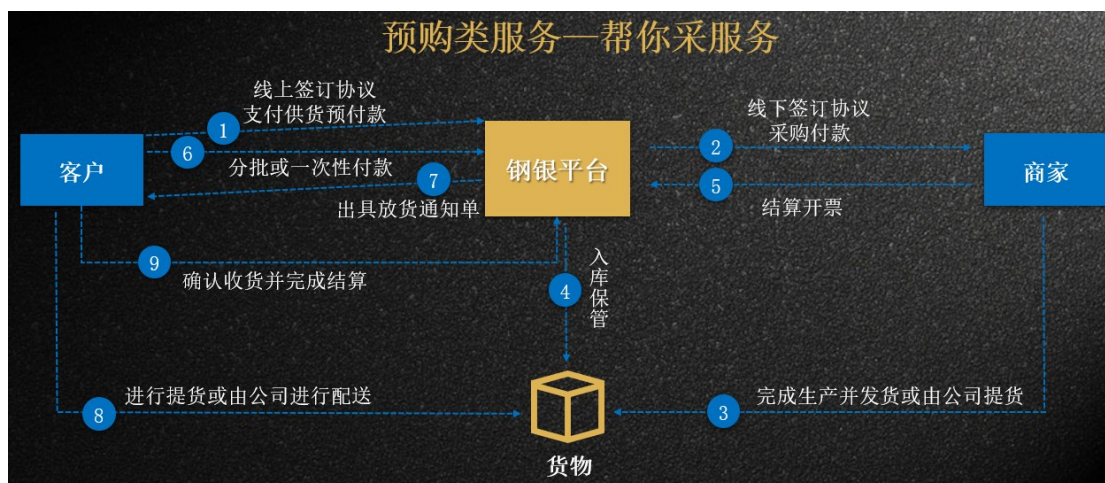 预购类服务—帮你采服务
线上签订协议
支付供货预付款
1
线下签订协议
采购付款
2
6
分批或一次性付款
客户
钢银平台
商家
7
出具放货通知单
5
结算开票
9
确认收货并完成结算
4
入库保管
进行提货或由公司进行配送
8
完成生产并发货或由公司提货
3
货物